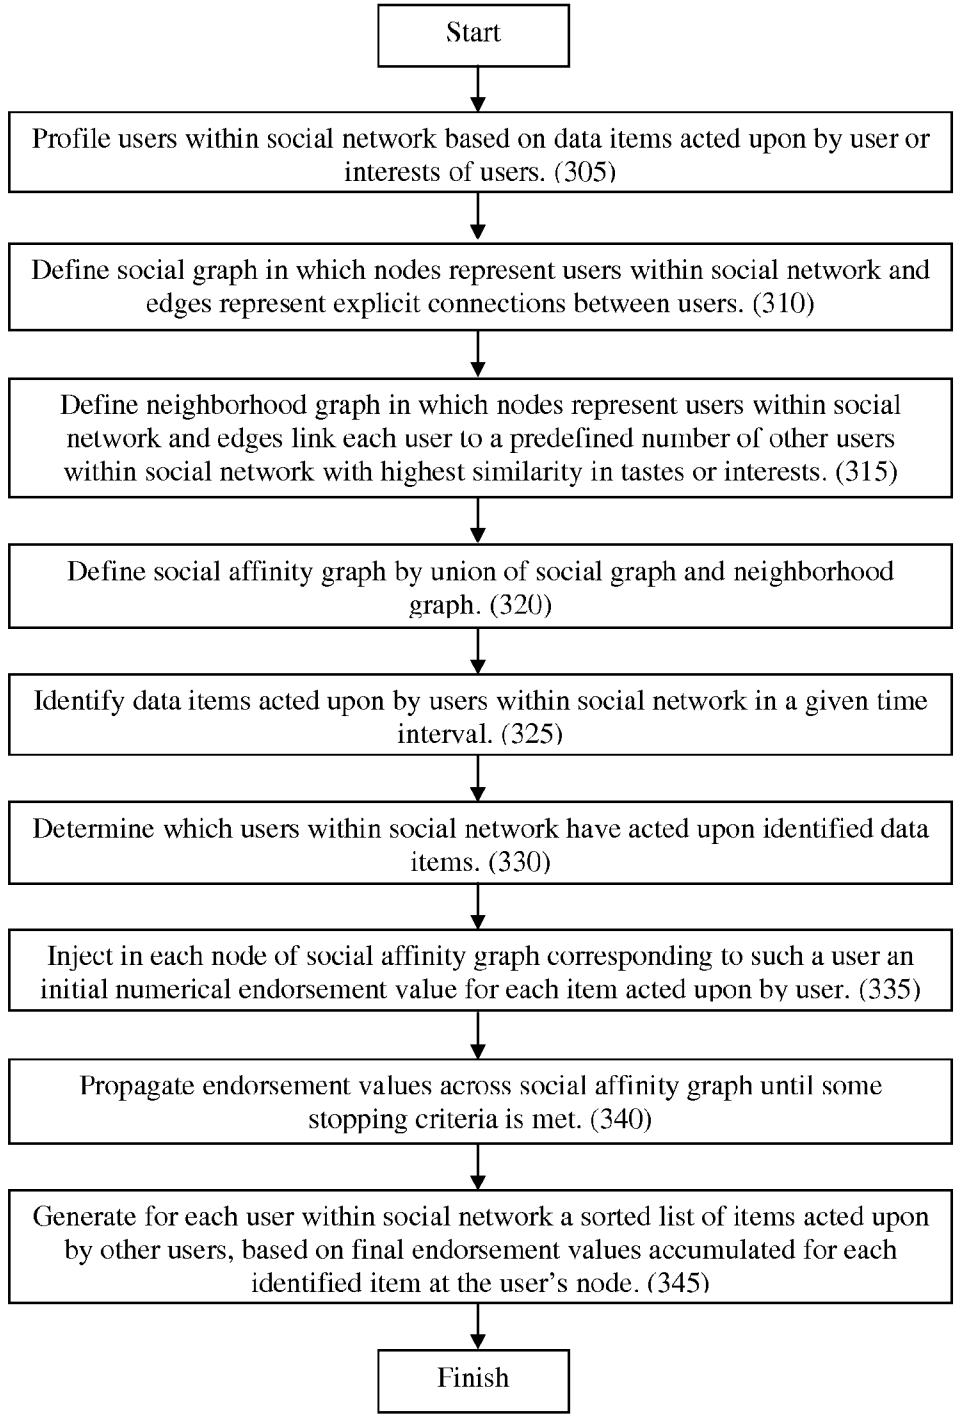 Start
Profile users within social network based on data items acted upon by user or
interests of users. (305)
Define social graph in which nodes represent users within social network and
edges represent explicit connections between users. (310)
Define neighborhood graph in which nodes represent users within social
network and edges link each user to a predefined number of other users
within social network with highest similarity in tastes or interests. (315)
Define social affinity graph by union of social graph and neighborhood
graph. (320)
Identify data items acted upon by users within social network in a given time
interval. (325)
Determine which users within social network have acted upon identified data
items. (330)
Inject in each node of social affinity graph corresponding to such a user an
initial numerical endorsement value for each item acted upon by user. (335)
Propagate endorsement values across social affinity graph until some
stopping criteria is met. (340)
Generate for each user within social network a sorted list of items acted upon
by other users, based on final endorsement values accumulated for each
identified item at the user's node. (345)
Finish